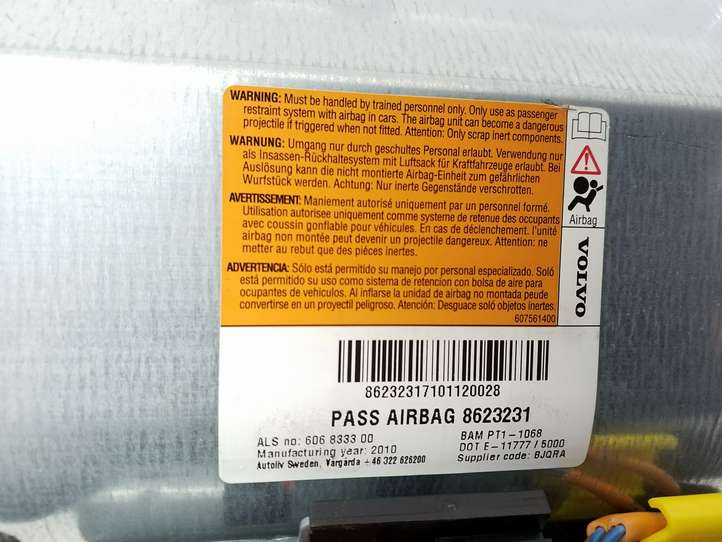 WARNING: Must be handled by trained personnel only. Only use as passenger
restraint system with airbag in cars. The airbag unit can become a dangerous
projectile if triggered when not fitted. Attention: Only scrap inert components.
WARNUNG: Umgang nur durch geschultes Personal erlaubt. Verwendung nur
als Insassen-Rückhaltesystem mit Luftsack für Kraftfahrzeuge erlaubt. Bei
Auslösung kann die nicht montierte Airbag-Einheit zum gefährlichen
Wurfstück werden. Achtung: Nur inerte Gegenstände verschrotten.
AVERTISSEMENT: Maniement autorisé uniquement par un personnel formé.
Utilisation autorisee uniquement comme systeme de retenue des occupants
avec coussin gonflable pour véhicules. En cas de déclenchement. l'unité
airbag non montée peut devenir un projectile dangereux. Attention: ne
metter au rebut que des piéces inertes.
ADVERTENCIA: Sólo está permitido su manejo por personal especializado. Soló
está permitido su uso como sistema de retención con bolsa de aire para
ocupantes de vehículos. Al inflarse la unidad de airbag no montada peude
convertirse en un proyectil peligroso. Atención: Desguace soló objetos inertes.
607561400
Airbag
VOLVO
86232317101120028
PASS AIRBAG 8623231
ALS no: 606 8333 00
Manufacturing year: 2010
Autoliv Sweden, Vårgårda +46 322 626200
BAM PT1-1068
DOT E-11777 / 5000
Supplier code: BJQRA